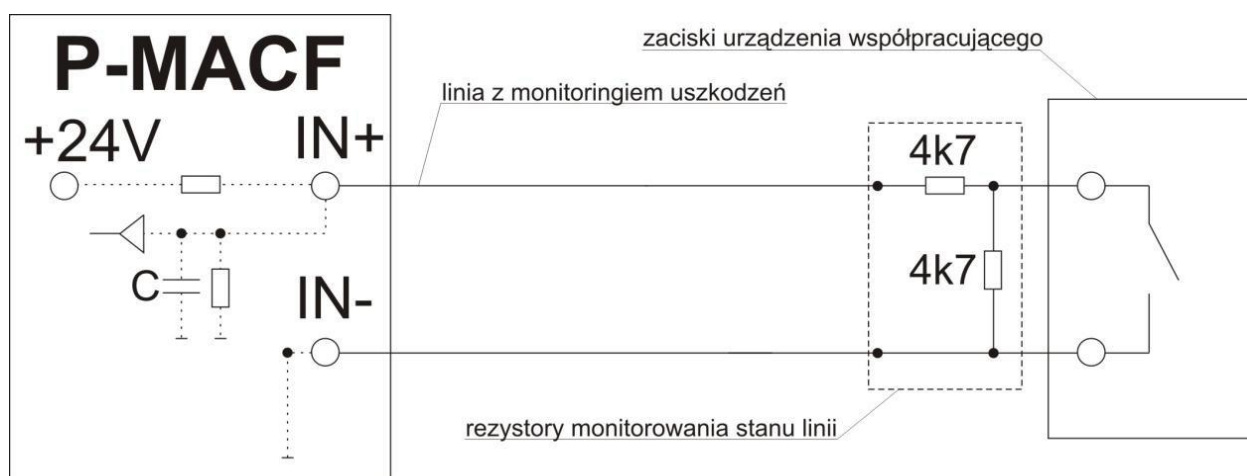 P-MACF
zaciski urządzenia współpracującego
linia z monitoringiem uszkodzeń
+24V
IN+
4k7
4k7
C
IN-
rezystory monitorowania stanu linii